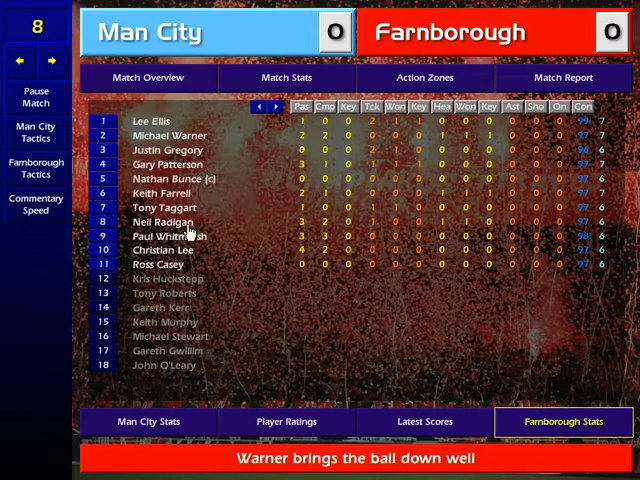 8
Man City 0 Farnborough 0
Pause Match
Man City Tactics
Farnborough Tactics
Commentary Speed
Match Overview Match Stats Action Zones Match Report
Pas Cmp Key Tck Won Key Hea Won Key Ast Sho On Con
1 Lee Ellis 1 0 0 2 1 0 0 0 0 0 0 0 99 7
2 Michael Warner 2 2 0 0 0 0 1 1 1 0 0 0 97 7
3 Justin Gregory 0 0 0 2 1 0 0 0 0 0 0 0 96 6
4 Gary Patterson 3 1 0 1 1 1 0 0 0 0 0 0 97 7
5 Nathan Bunce (c) 0 0 0 0 0 0 0 0 0 0 0 0 97 6
6 Keith Farrell 2 1 0 0 0 0 1 1 1 0 0 0 97 6
7 Tony Taggart 1 0 0 1 1 0 0 0 0 0 0 0 97 6
8 Neil Radigan 3 2 0 1 0 0 1 1 0 0 0 0 97 6
9 Paul Whitmarsh 3 3 0 0 0 0 0 0 0 0 0 0 98 6
10 Christian Lee 4 2 0 0 0 0 0 0 0 0 0 0 97 6
11 Ross Casey 0 0 0 0 0 0 0 0 0 0 0 0 97 6
12 Kris Huckstepp
13 Tony Roberts
14 Gareth Kerr
15 Keith Murphy
16 Michael Stewart
17 Gareth Gwillim
18 John O'Leary
Man City Stats Player Ratings Latest Scores Farnborough Stats
Warner brings the ball down well